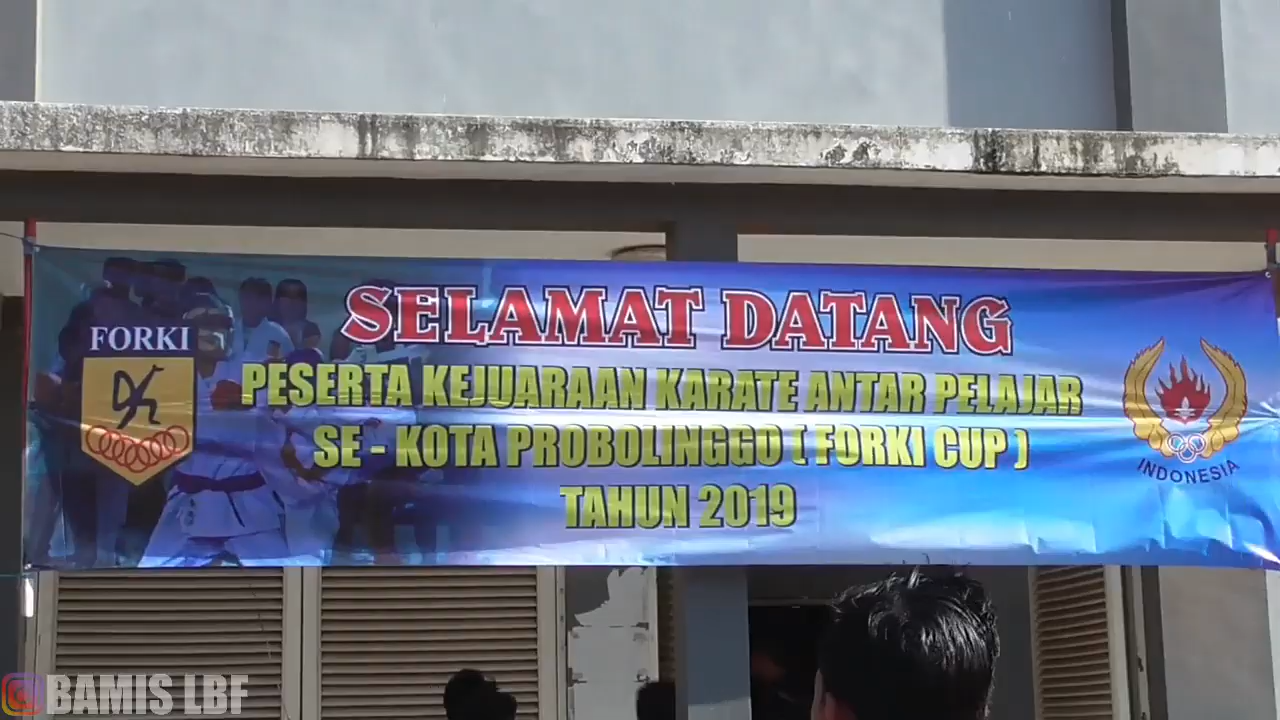 SELAMAT DATANG
FORKI
PESERTA KEJUARAAN KARATE ANTAR PELAJAR
SE - KOTA PROBOLINGGO ( FORKI CUP )
TAHUN 2019
INDONESIA
BAMIS LBF